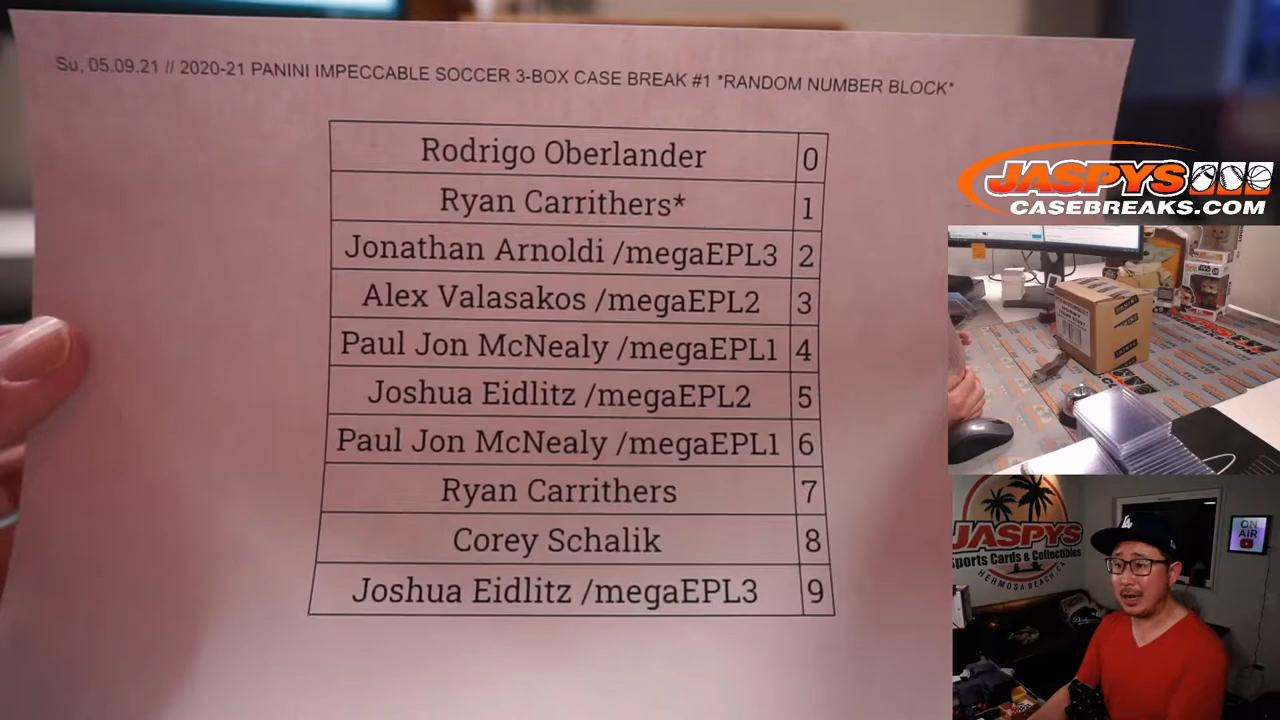 Su, 05.09.21 // 2020-21 PANINI IMPECCABLE SOCCER 3-BOX CASE BREAK #1 *RANDOM NUMBER BLOCK*
Rodrigo Oberlander 0
Ryan Carrithers* 1
Jonathan Arnoldi /megaEPL3 2
Alex Valasakos /megaEPL2 3
Paul Jon McNealy /megaEPL1 4
Joshua Eidlitz /megaEPL2 5
Paul Jon McNealy /megaEPL1 6
Ryan Carrithers 7
Corey Schalik 8
Joshua Eidlitz /megaEPL3 9
JASPYS
CASEBREAKS.COM
JASPYS
Sports Cards & Collectibles
HERMOSA BEACH, CA
ON
AIR
LA